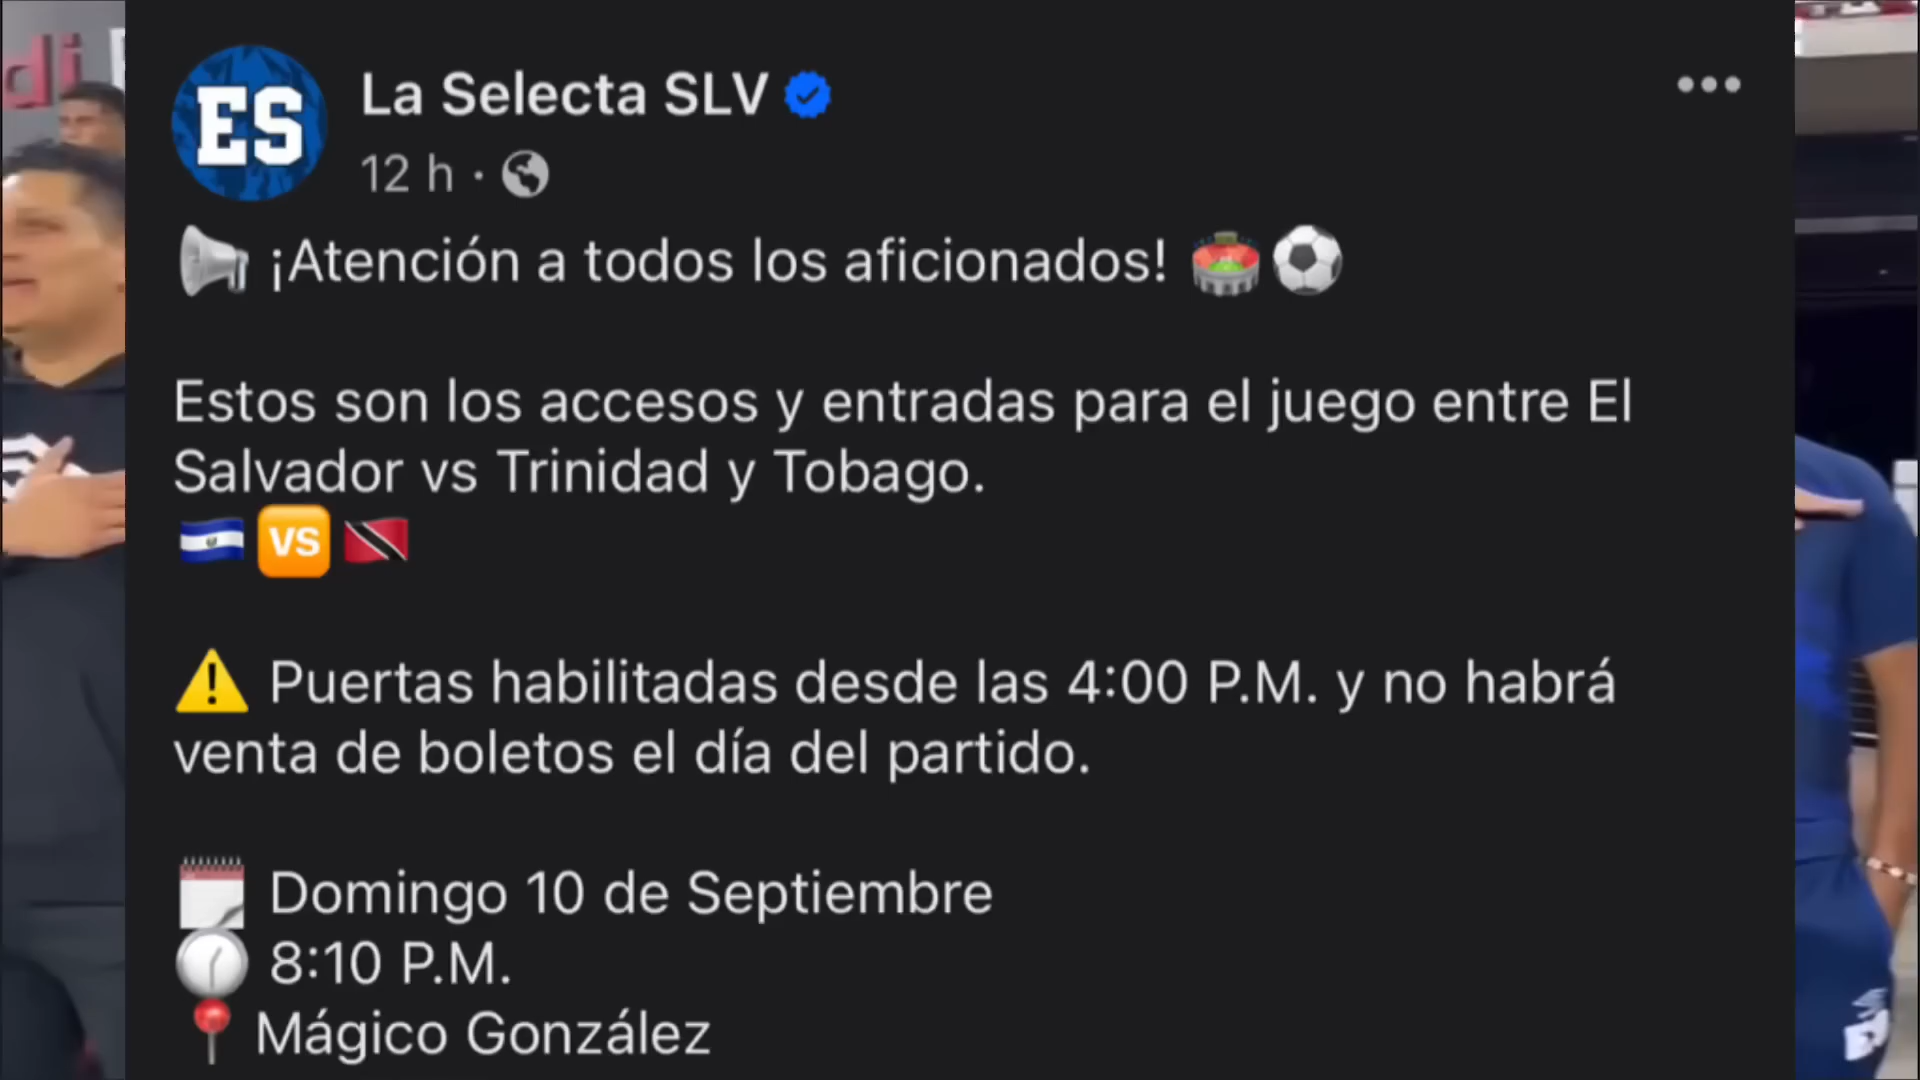 di
ES
La Selecta SLV
12 h ·
¡Atención a todos los aficionados!
Estos son los accesos y entradas para el juego entre El
Salvador vs Trinidad y Tobago.
VS
Puertas habilitadas desde las 4:00 P.M. y no habrá
venta de boletos el día del partido.
Domingo 10 de Septiembre
8:10 P.M.
Mágico González